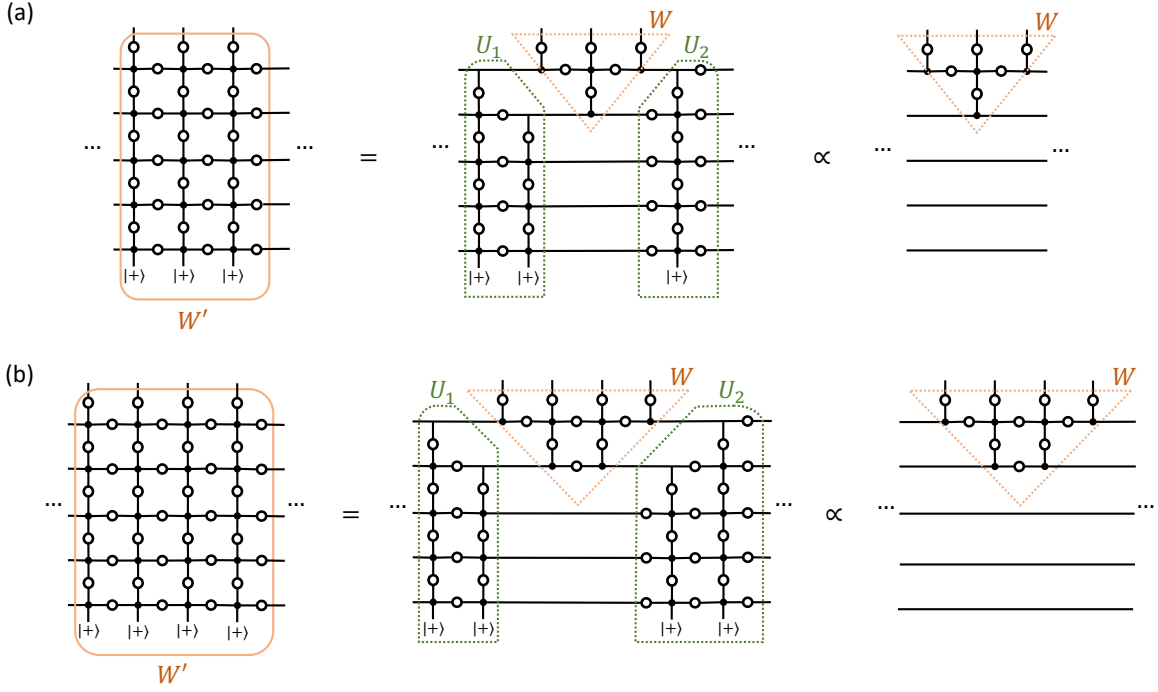 (a)
U₁ W U₂ W
... = ... ... ∝ ... ...
...
|+⟩ |+⟩ |+⟩ |+⟩ |+⟩ |+⟩
W′
(b)
U₁ W U₂ W
... ... = ... ... ∝ ... ...
|+⟩ |+⟩ |+⟩ |+⟩ |+⟩ |+⟩ |+⟩ |+⟩
W′